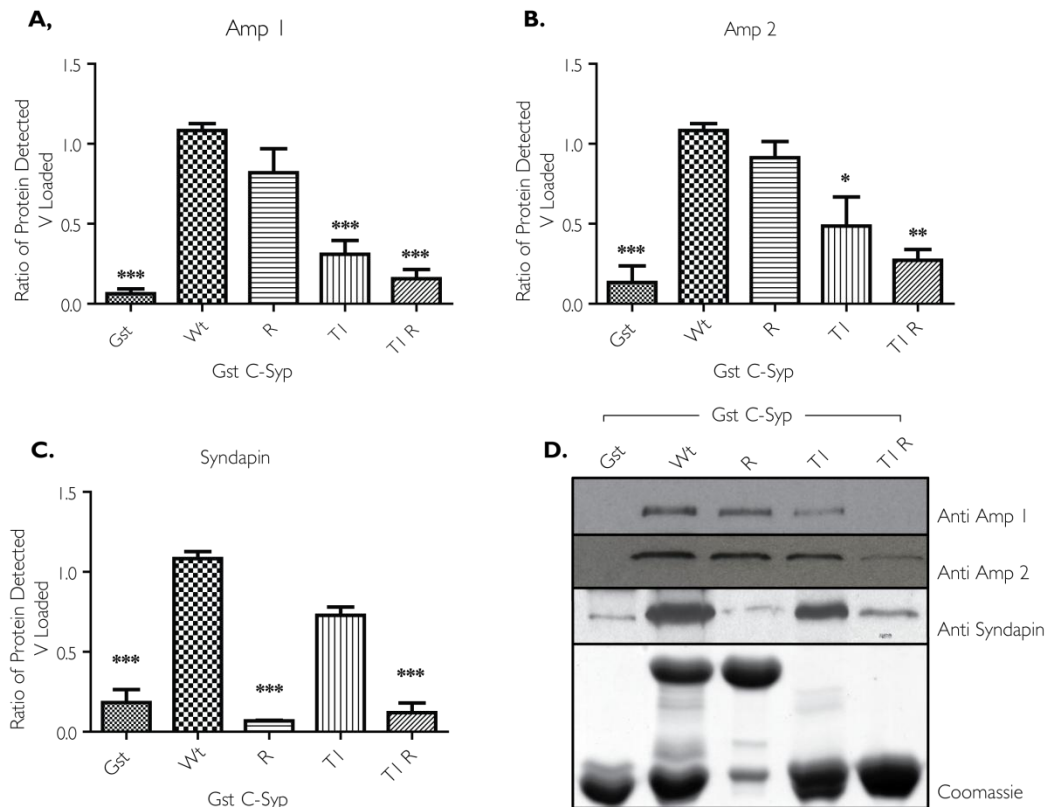 A,
Amp 1
Ratio of Protein Detected
V Loaded
1.5
1.0
0.5
0.0
***
***
***
Gst
Wt
R
T1
T1 R
Gst C-Syp
B.
Amp 2
Ratio of Protein Detected
V Loaded
1.5
1.0
0.5
0.0
***
*
**
Gst
Wt
R
T1
T1 R
Gst C-Syp
C.
Syndapin
Ratio of Protein Detected
V Loaded
1.5
1.0
0.5
0.0
***
***
***
Gst
Wt
R
T1
T1 R
Gst C-Syp
D.
Gst C-Syp
Gst
Wt
R
T1
T1 R
Anti Amp 1
Anti Amp 2
Anti Syndapin
Coomassie